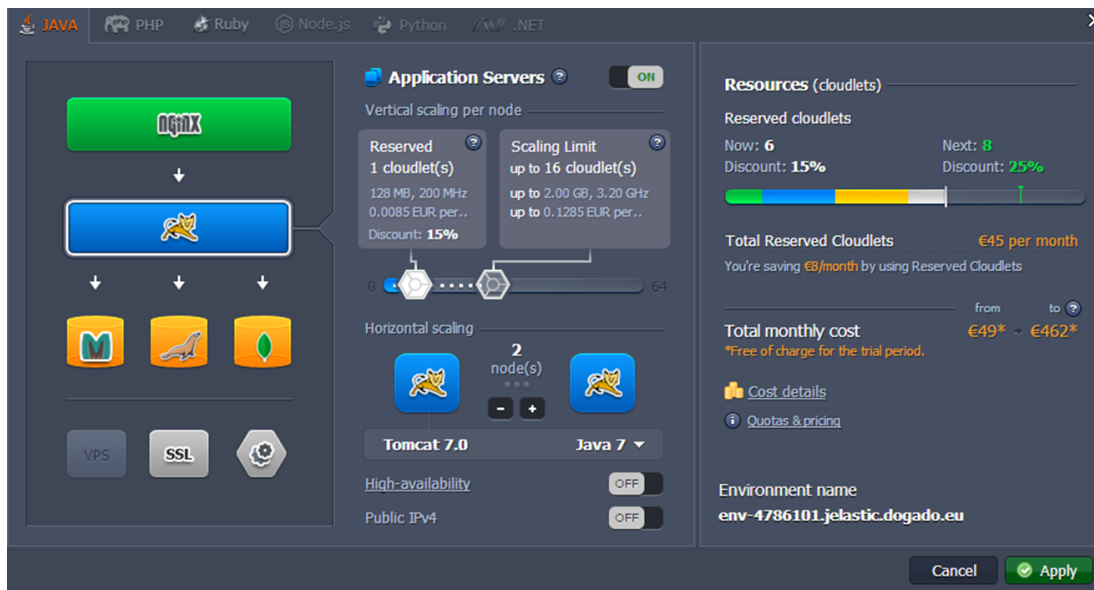 JAVA PHP Ruby Node.js Python .NET
NGiNX
VPS SSL
Application Servers ? ON
Vertical scaling per node
Reserved ?
1 cloudlet(s)
128 MB, 200 MHz
0.0085 EUR per..
Discount: 15%
Scaling Limit ?
up to 16 cloudlet(s)
up to 2.00 GB, 3.20 GHz
up to 0.1285 EUR per..
0 64
Horizontal scaling
2
node(s)
- +
Tomcat 7.0 Java 7
High-availability OFF
Public IPv4 OFF
Resources (cloudlets)
Reserved cloudlets
Now: 6 Next: 8
Discount: 15% Discount: 25%
Total Reserved Cloudlets €45 per month
You're saving €8/month by using Reserved Cloudlets
from to ?
Total monthly cost €49* €462*
*Free of charge for the trial period.
Cost details
Quotas & pricing
Environment name
env-4786101.jelastic.dogado.eu
Cancel Apply